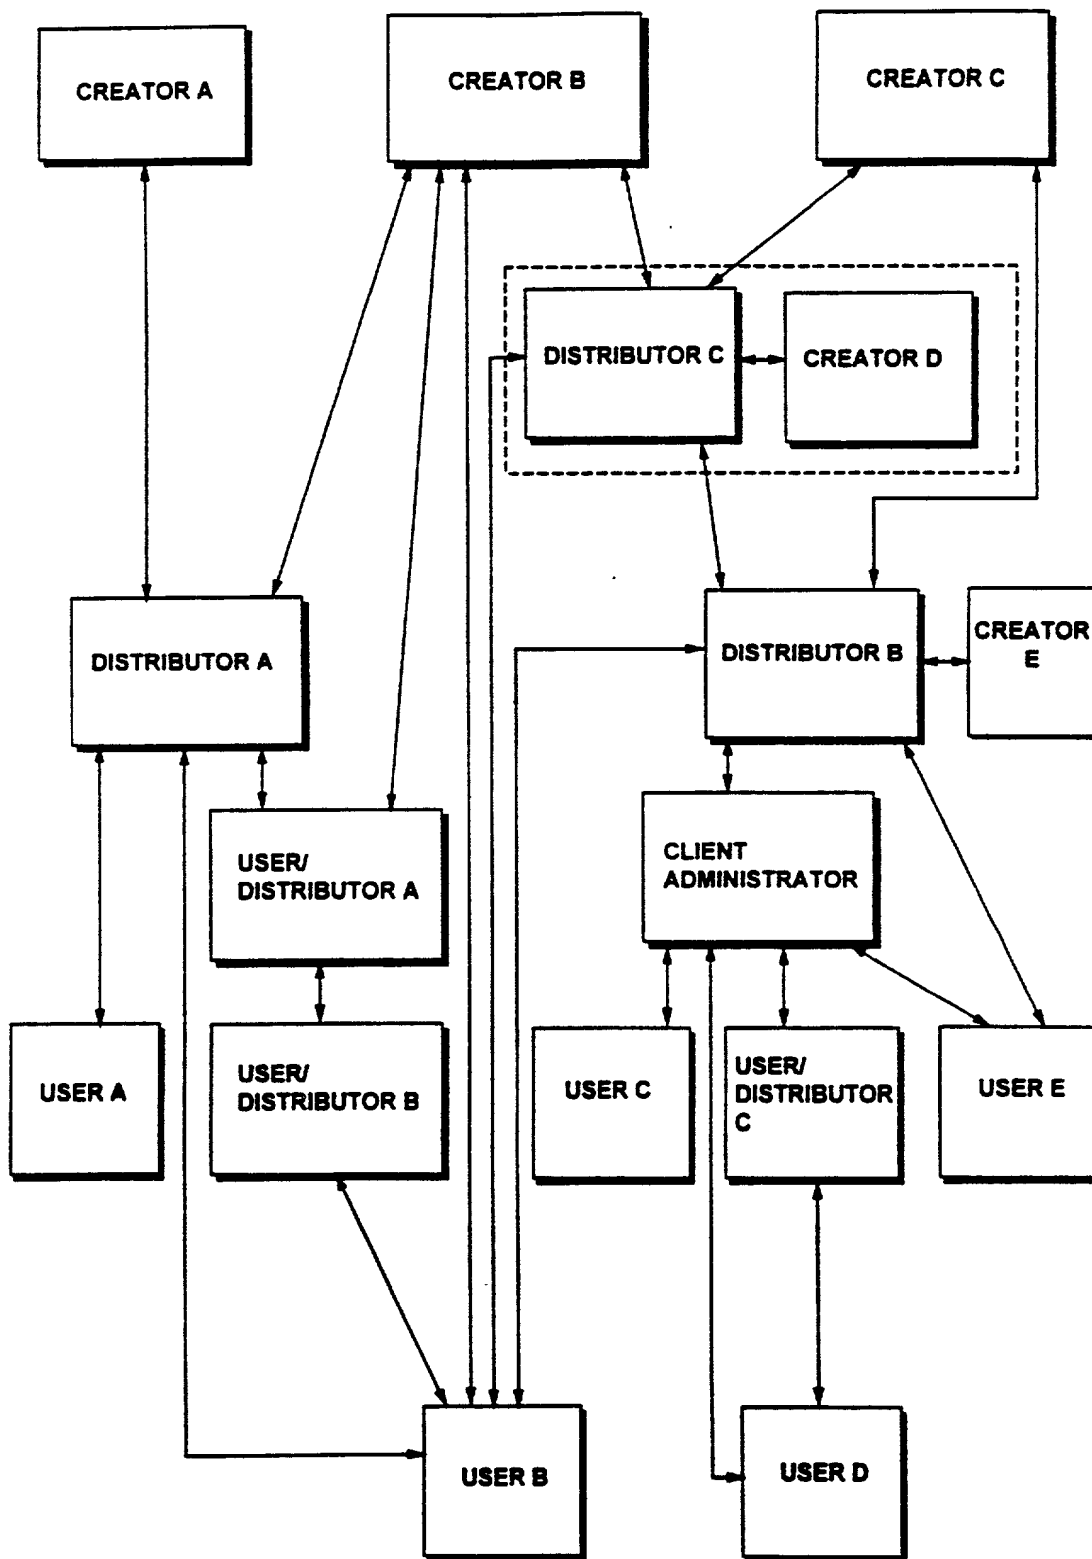 CREATOR A
CREATOR B
CREATOR C
DISTRIBUTOR C
CREATOR D
DISTRIBUTOR A
DISTRIBUTOR B
CREATOR
E
USER/
DISTRIBUTOR A
CLIENT
ADMINISTRATOR
USER A
USER/
DISTRIBUTOR B
USER C
USER/
DISTRIBUTOR
C
USER E
USER B
USER D